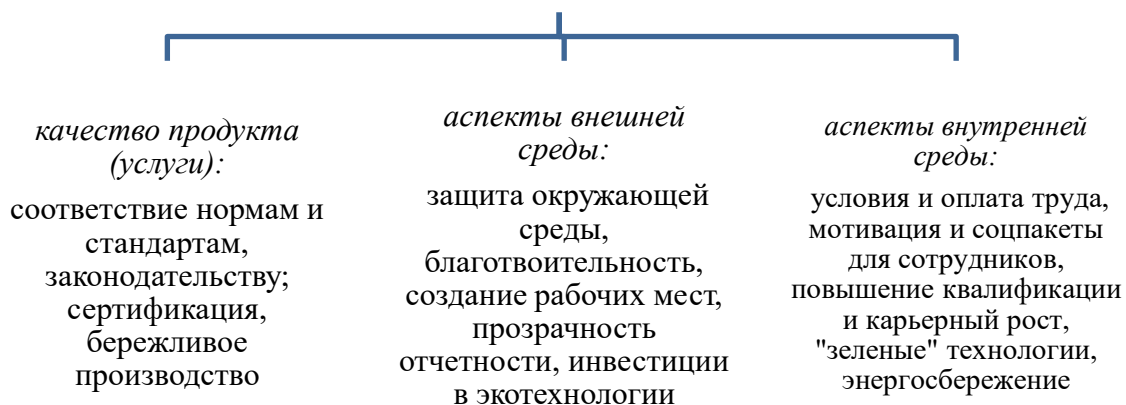 качество продукта
(услуги):
соответствие нормам и
стандартам,
законодательству;
сертификация,
бережливое
производство
аспекты внешней
среды:
защита окружающей
среды,
благотвоительность,
создание рабочих мест,
прозрачность
отчетности, инвестиции
в экотехнологии
аспекты внутренней
среды:
условия и оплата труда,
мотивация и соцпакеты
для сотрудников,
повышение квалификации
и карьерный рост,
"зеленые" технологии,
энергосбережение